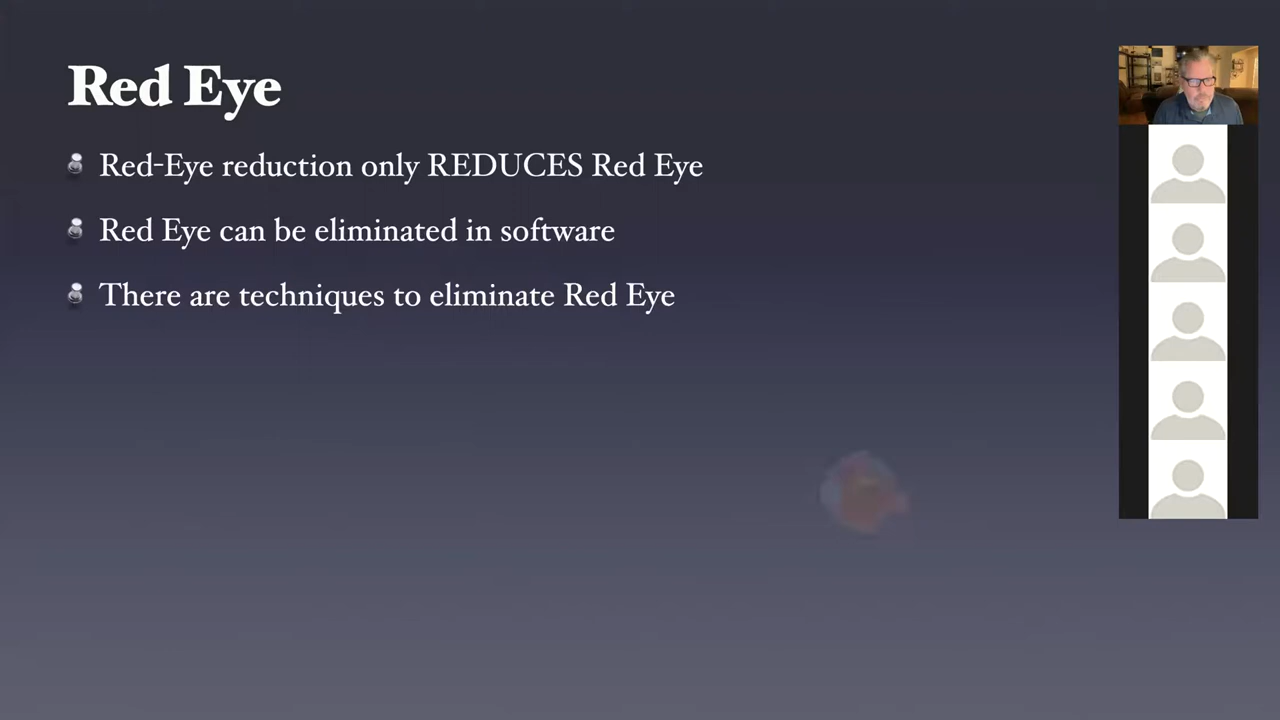 Red Eye
Red-Eye reduction only REDUCES Red Eye
Red Eye can be eliminated in software
There are techniques to eliminate Red Eye